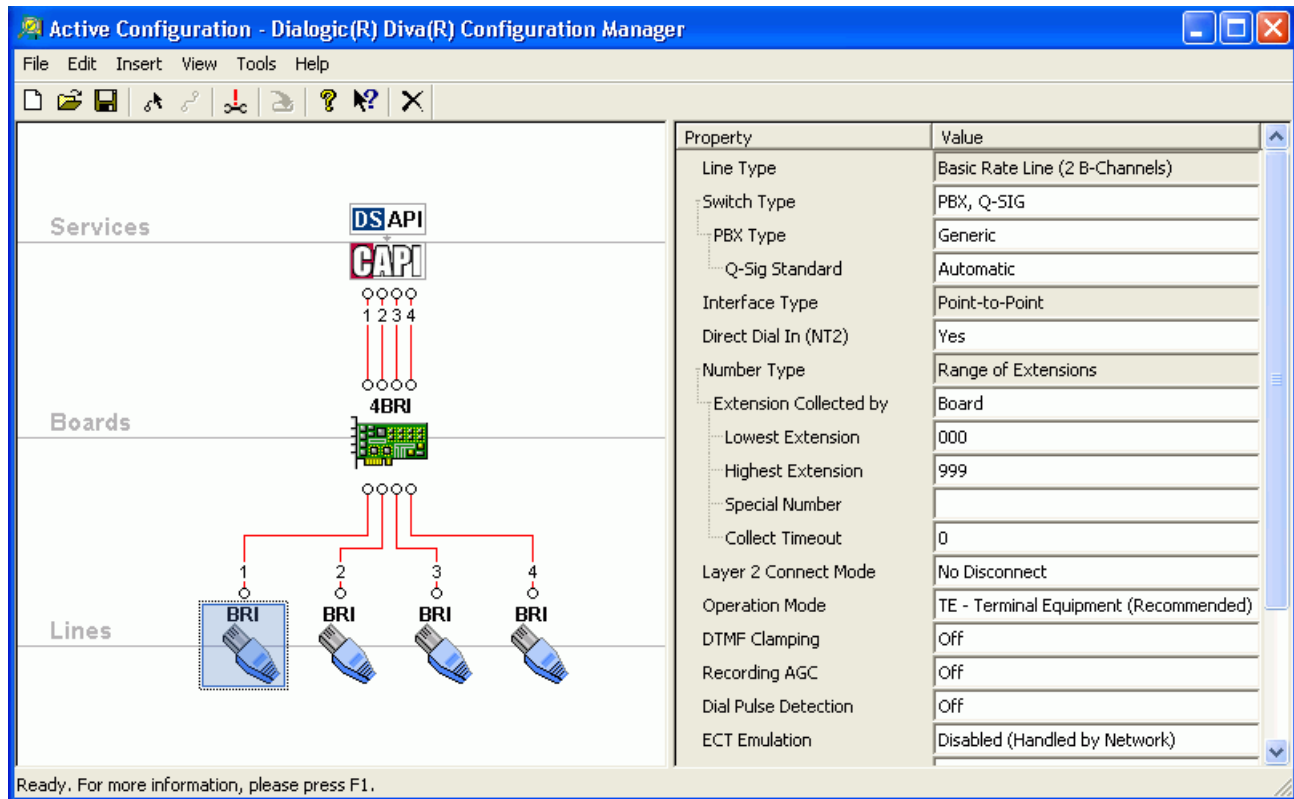 Active Configuration - Dialogic(R) Diva(R) Configuration Manager
File Edit Insert View Tools Help
Services
DSAPI
CAPI
1 2 3 4
4BRI
Boards
1 2 3 4
BRI BRI BRI BRI
Lines
Property Value
Line Type Basic Rate Line (2 B-Channels)
Switch Type PBX, Q-SIG
PBX Type Generic
Q-Sig Standard Automatic
Interface Type Point-to-Point
Direct Dial In (NT2) Yes
Number Type Range of Extensions
Extension Collected by Board
Lowest Extension 000
Highest Extension 999
Special Number
Collect Timeout 0
Layer 2 Connect Mode No Disconnect
Operation Mode TE - Terminal Equipment (Recommended)
DTMF Clamping Off
Recording AGC Off
Dial Pulse Detection Off
ECT Emulation Disabled (Handled by Network)
Ready. For more information, please press F1.